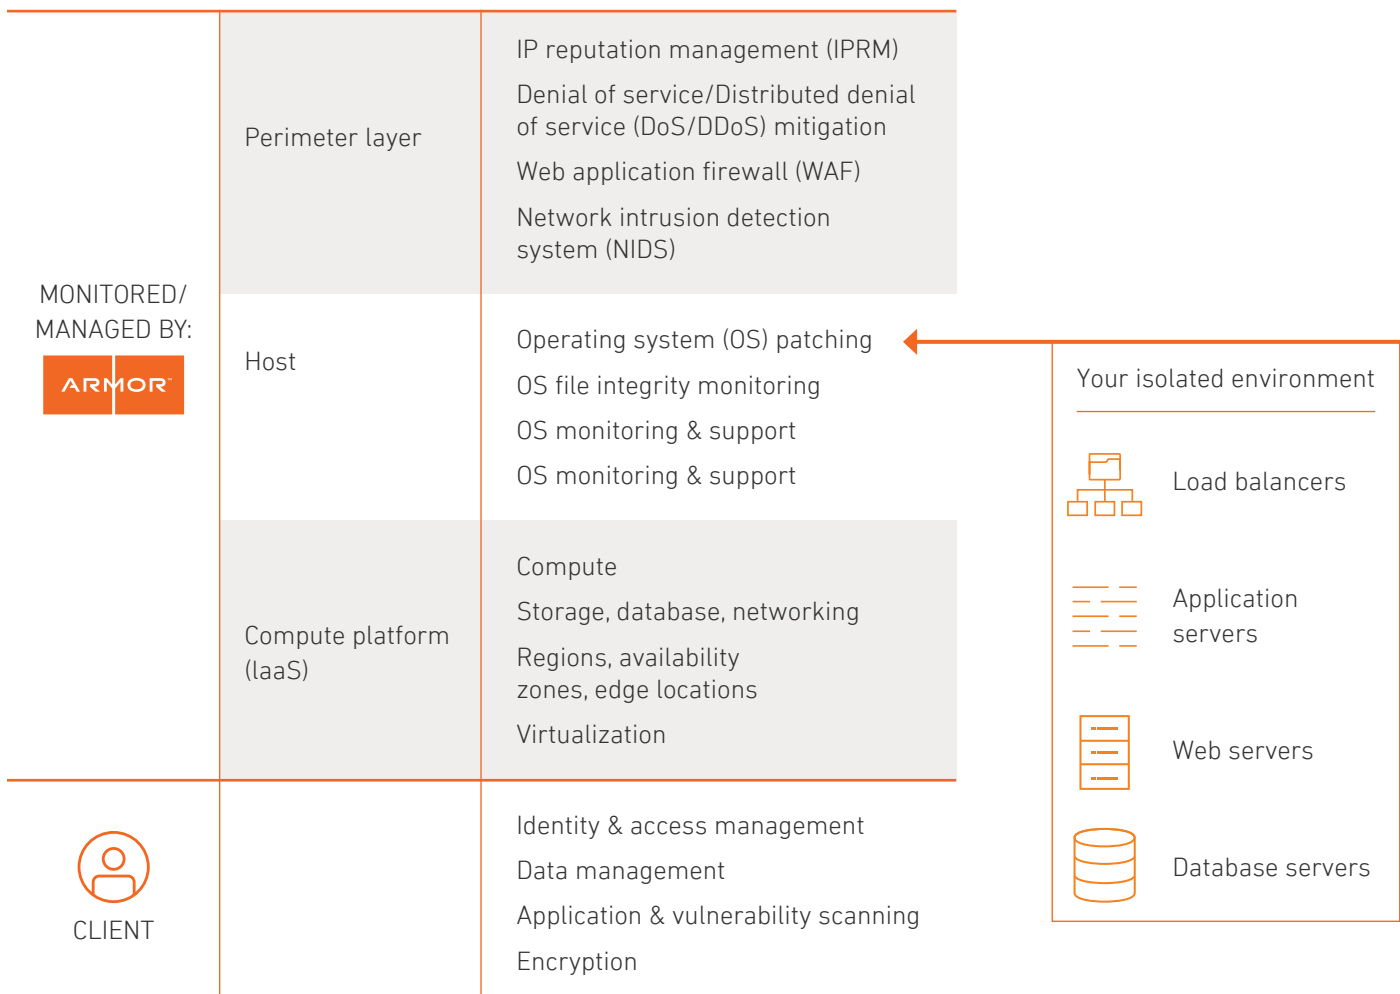 MONITORED/
MANAGED BY:
ARMOR™
Perimeter layer
IP reputation management (IPRM)
Denial of service/Distributed denial
of service (DoS/DDoS) mitigation
Web application firewall (WAF)
Network intrusion detection
system (NIDS)
Host
Operating system (OS) patching
OS file integrity monitoring
OS monitoring & support
OS monitoring & support
Compute platform
(IaaS)
Compute
Storage, database, networking
Regions, availability
zones, edge locations
Virtualization
CLIENT
Identity & access management
Data management
Application & vulnerability scanning
Encryption
Your isolated environment
Load balancers
Application
servers
Web servers
Database servers